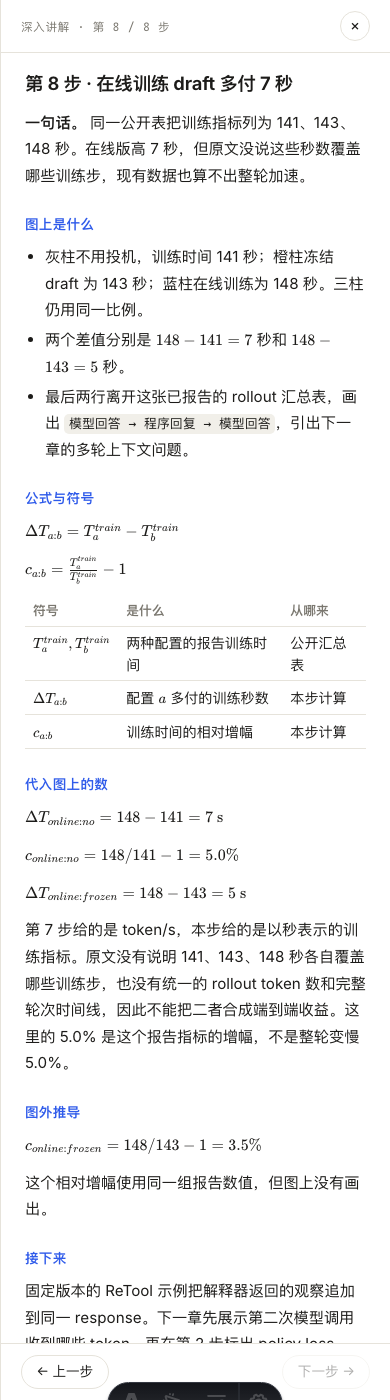 深入讲解 · 第 8 / 8 步
×
第 8 步 · 在线训练 draft 多付 7 秒
一句话。 同一公开表把训练指标列为 141、143、
148 秒。在线版高 7 秒，但原文没说这些秒数覆盖
哪些训练步，现有数据也算不出整轮加速。
图上是什么
• 灰柱不用投机，训练时间 141 秒；橙柱冻结
draft 为 143 秒；蓝柱在线训练为 148 秒。三柱
仍用同一比例。
• 两个差值分别是 148 − 141 = 7 秒和 148 −
143 = 5 秒。
• 最后两行离开这张已报告的 rollout 汇总表，画
出 模型回答 → 程序回复 → 模型回答，引出下一
章的多轮上下文问题。
公式与符号
ΔT_{a:b} = T_a^{train} − T_b^{train}
c_{a:b} = \frac{T_a^{train}}{T_b^{train}} − 1
符号 是什么 从哪来
T_a^{train}, T_b^{train} 两种配置的报告训练时 公开汇总
间 表
ΔT_{a:b} 配置 a 多付的训练秒数 本步计算
c_{a:b} 训练时间的相对增幅 本步计算
代入图上的数
ΔT_{online:no} = 148 − 141 = 7 s
c_{online:no} = 148/141 − 1 = 5.0%
ΔT_{online:frozen} = 148 − 143 = 5 s
第 7 步给的是 token/s，本步给的是以秒表示的训
练指标。原文没有说明 141、143、148 秒各自覆盖
哪些训练步，也没有统一的 rollout token 数和完整
轮次时间线，因此不能把二者合成端到端收益。这
里的 5.0% 是这个报告指标的增幅，不是整轮变慢
5.0%。
图外推导
c_{online:frozen} = 148/143 − 1 = 3.5%
这个相对增幅使用同一组报告数值，但图上没有画
出。
接下来
固定版本的 ReTool 示例把解释器返回的观察追加
到同一 response。下一章先展示第二次模型调用
← 上一步
下一步 →